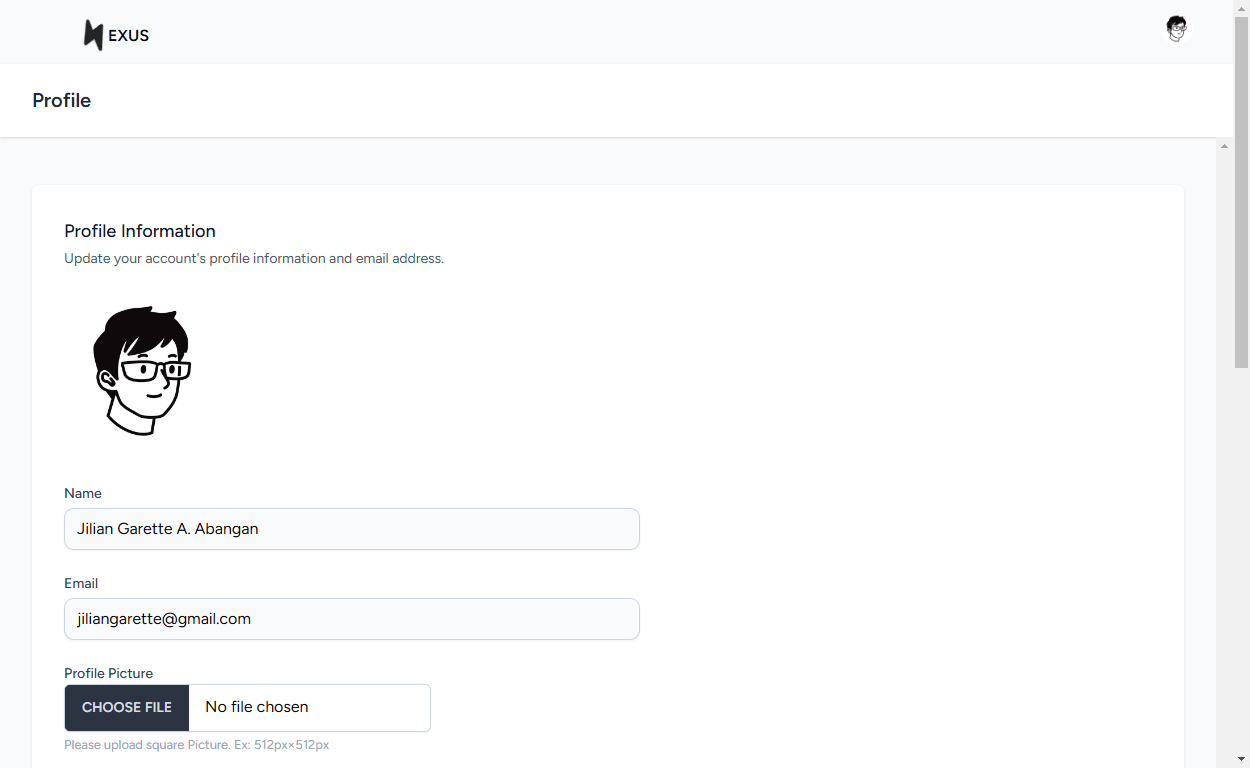 EXUS
Profile
Profile Information
Update your account's profile information and email address.
Name
Jilian Garette A. Abangan
Email
jiliangarette@gmail.com
Profile Picture
CHOOSE FILE No file chosen
Please upload square Picture. Ex: 512px×512px